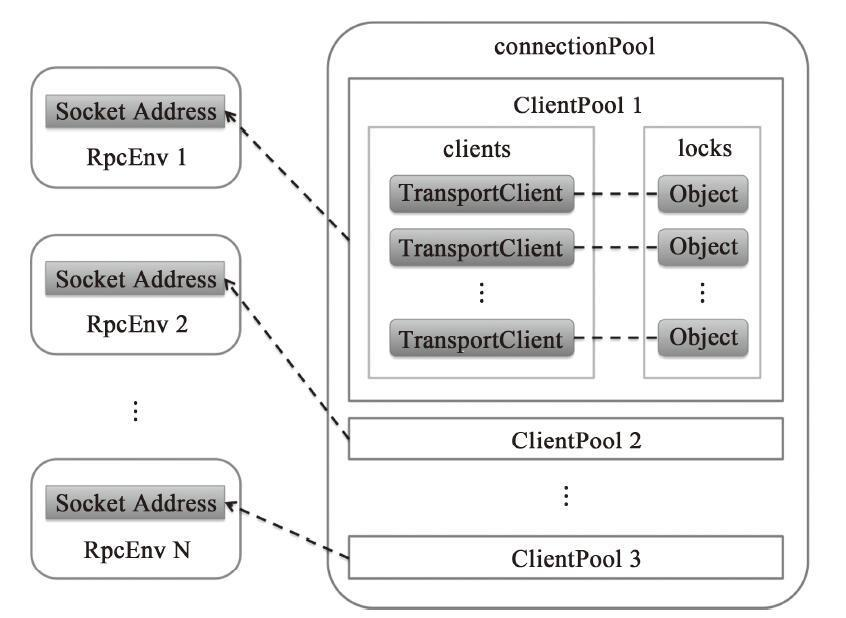 connectionPool
ClientPool 1
clients
locks
TransportClient
Object
TransportClient
Object
⋮
⋮
TransportClient
Object
ClientPool 2
⋮
ClientPool 3
Socket Address
RpcEnv 1
Socket Address
RpcEnv 2
⋮
Socket Address
RpcEnv N